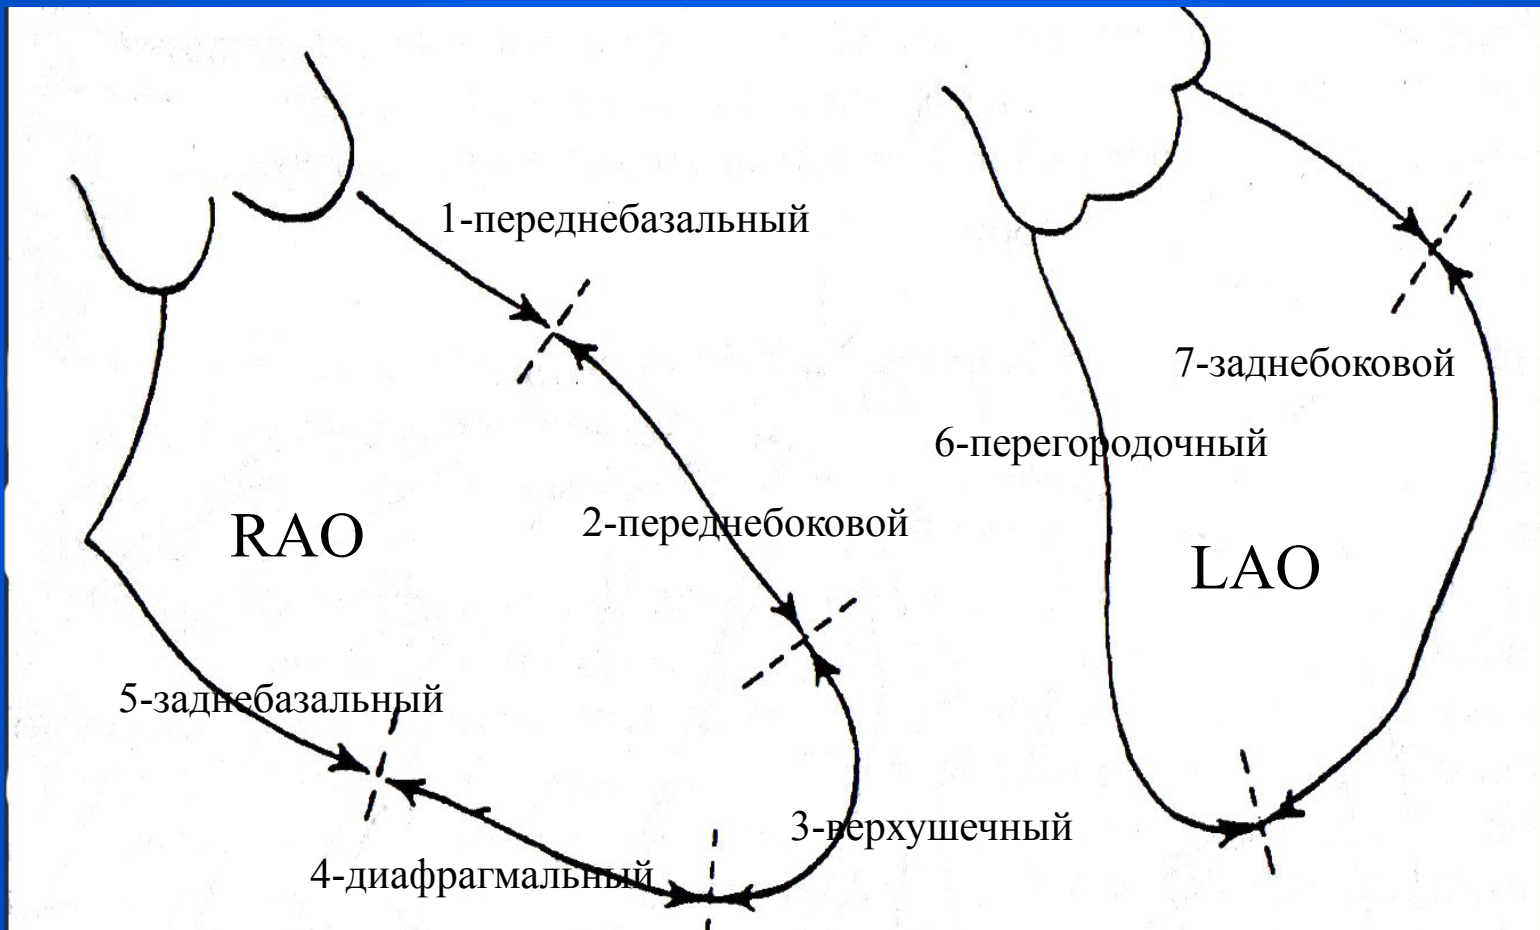 1-переднебазальный
2-переднебоковой
RAO
5-заднебазальный
3-верхушечный
4-диафрагмальный
7-заднебоковой
6-перегородочный
LAO